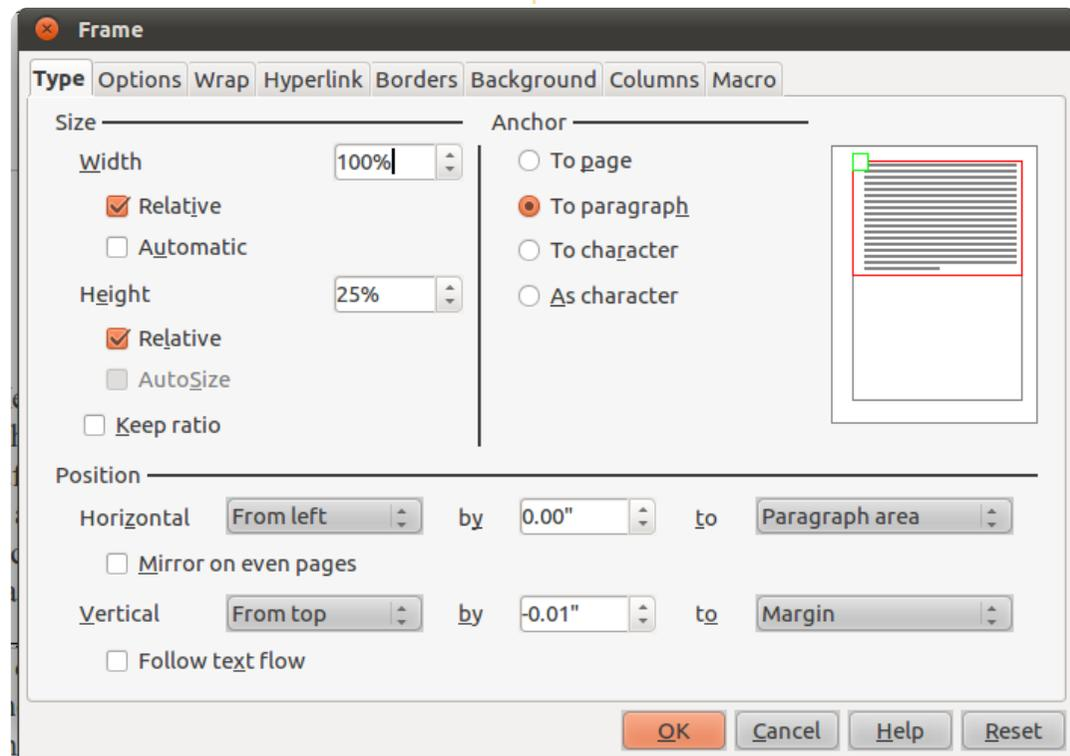 Frame
Type Options Wrap Hyperlink Borders Background Columns Macro
Size
Anchor
Width 100%
To page
Relative
To paragraph
Automatic
To character
Height 25%
As character
Relative
AutoSize
Keep ratio
Position
Horizontal From left by 0.00" to Paragraph area
Mirror on even pages
Vertical From top by -0.01" to Margin
Follow text flow
OK Cancel Help Reset